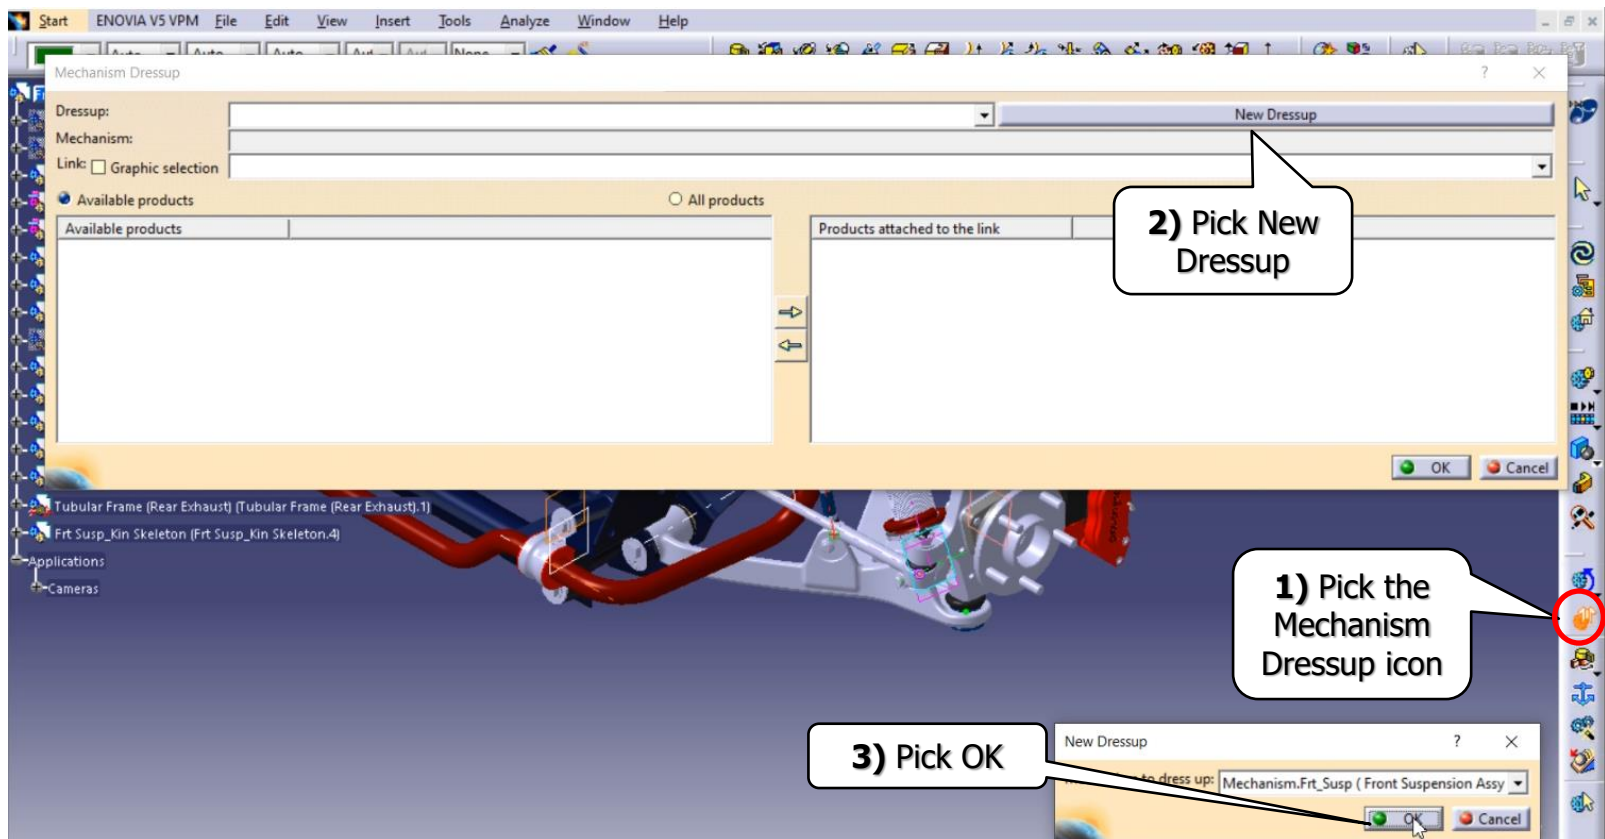 Start ENOVIA V5 VPM File Edit View Insert Tools Analyze Window Help
Mechanism Dressup ?
Dressup: New Dressup
Mechanism:
Link: Graphic selection
Available products All products
Available products Products attached to the link
2) Pick New
Dressup
OK Cancel
Tubular Frame (Rear Exhaust) (Tubular Frame (Rear Exhaust).1)
Frt Susp_Kin Skeleton (Frt Susp_Kin Skeleton.4)
Applications
Cameras
1) Pick the
Mechanism
Dressup icon
3) Pick OK
New Dressup ?
to dress up: Mechanism.Frt_Susp ( Front Suspension Assy
OK Cancel